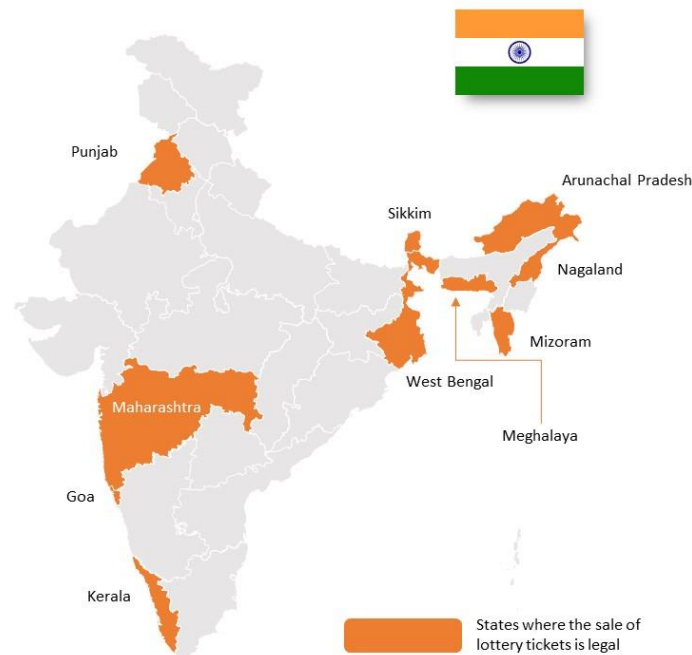 Punjab
Arunachal Pradesh
Sikkim
Nagaland
Mizoram
West Bengal
Maharashtra
Meghalaya
Goa
Kerala
States where the sale of
lottery tickets is legal